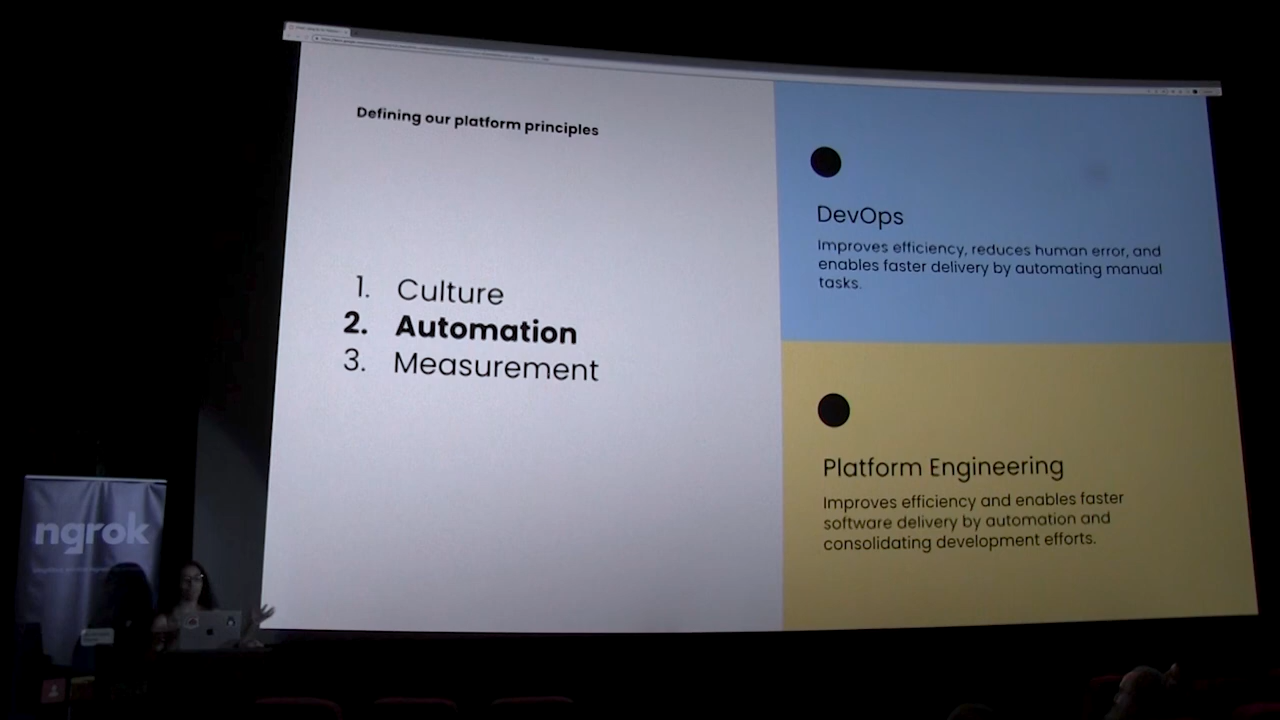 Defining our platform principles
1. Culture
2. Automation
3. Measurement
DevOps
Improves efficiency, reduces human error, and
enables faster delivery by automating manual
tasks.
Platform Engineering
Improves efficiency and enables faster
software delivery by automation and
consolidating development efforts.
ngrok